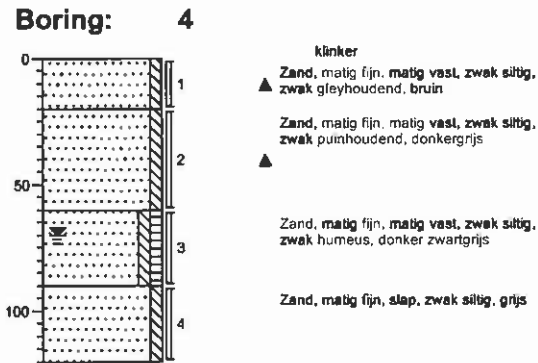 Boring: 4
klinker
0
1
Zand, matig fijn, matig vast, zwak siltig,
zwak gleyhoudend, bruin
2
Zand, matig fijn, matig vast, zwak siltig,
zwak puinhoudend, donkergrijs
50
3
Zand, matig fijn, matig vast, zwak siltig,
zwak humeus, donker zwartgrijs
100
4
Zand, matig fijn, slap, zwak siltig, grijs